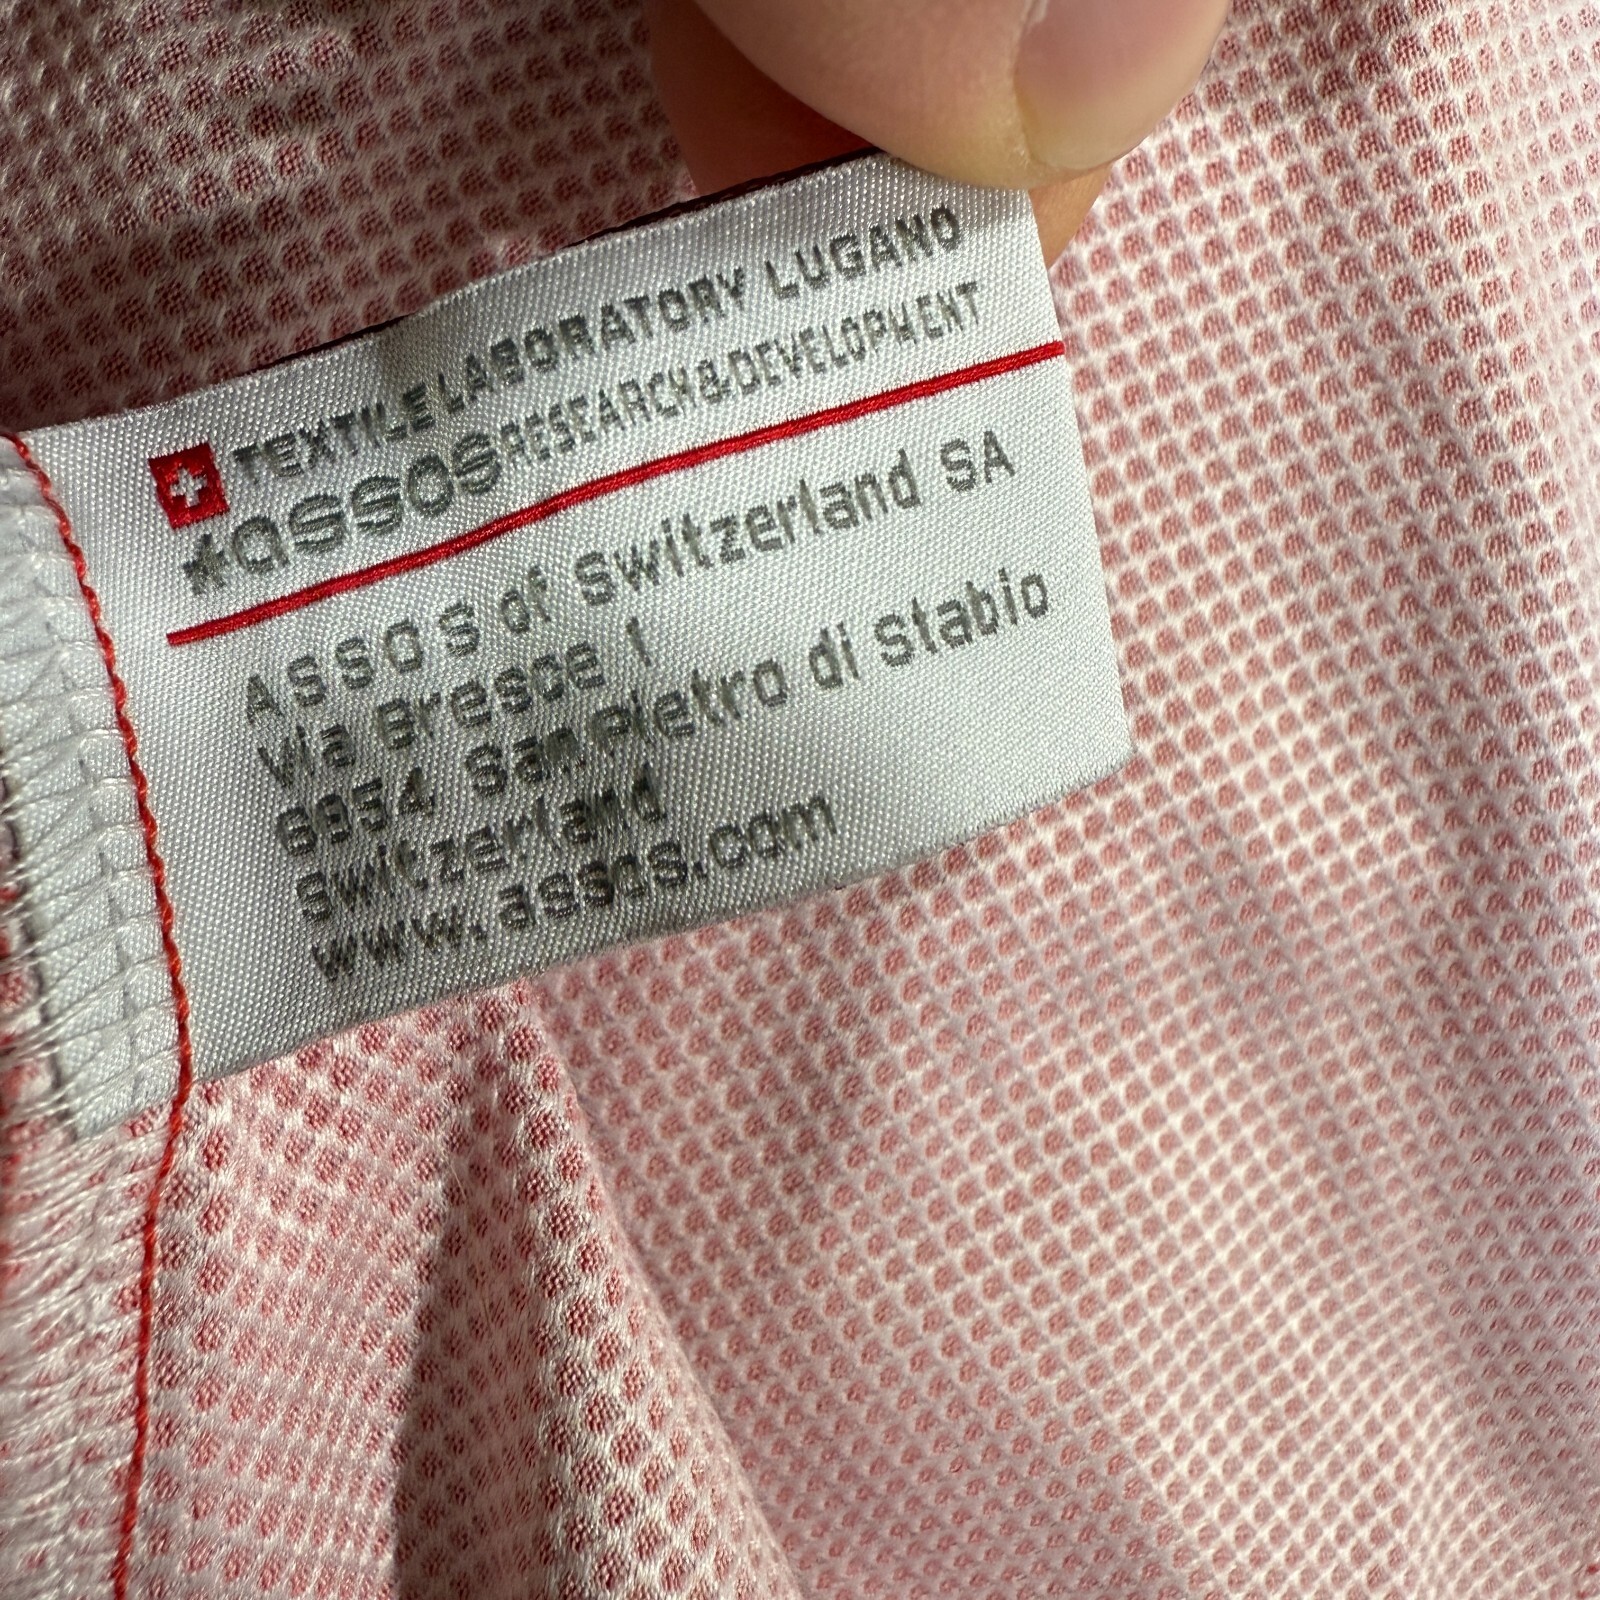 TEXTILE LABORATORY LUGANO
#assos RESEARCH&DEVELOPMENT
Assos of Switzerland SA
Via Bresce 1
6854 San Pietro di Stabio
Switzerland
www.assos.com